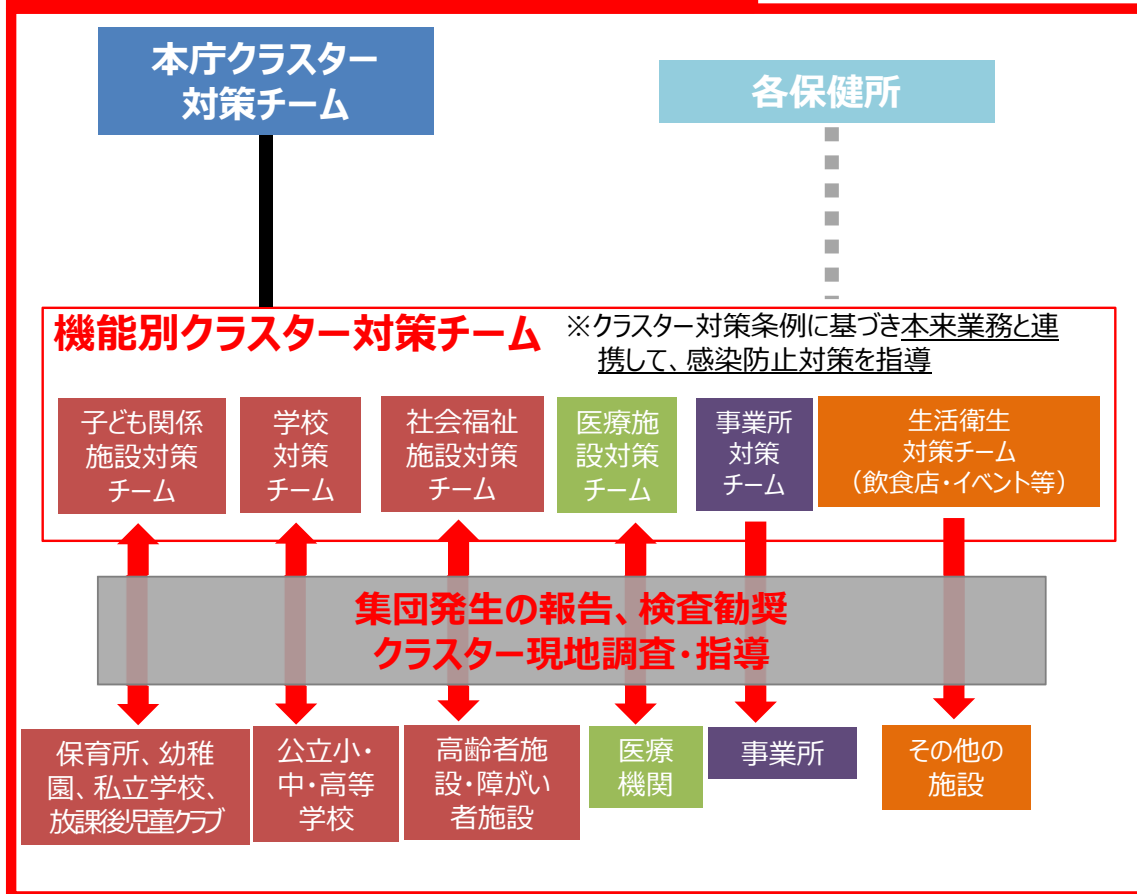 本庁クラスター
対策チーム
各保健所
機能別クラスター対策チーム
※クラスター対策条例に基づき本来業務と連
携して、感染防止対策を指導
子ども関係
施設対策
チーム
学校
対策
チーム
社会福祉
施設対策
チーム
医療施
設対策
チーム
事業所
対策
チーム
生活衛生
対策チーム
（飲食店・イベント等）
集団発生の報告、検査勧奨
クラスター現地調査・指導
保育所、幼稚
園、私立学校、
放課後児童クラブ
公立小・
中・高等
学校
高齢者施
設・障がい
者施設
医療
機関
事業所
その他の
施設